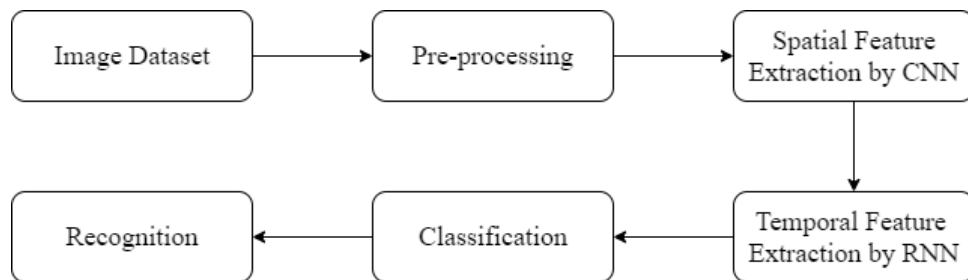 Image Dataset
Pre-processing
Spatial Feature
Extraction by CNN
Temporal Feature
Extraction by RNN
Classification
Recognition